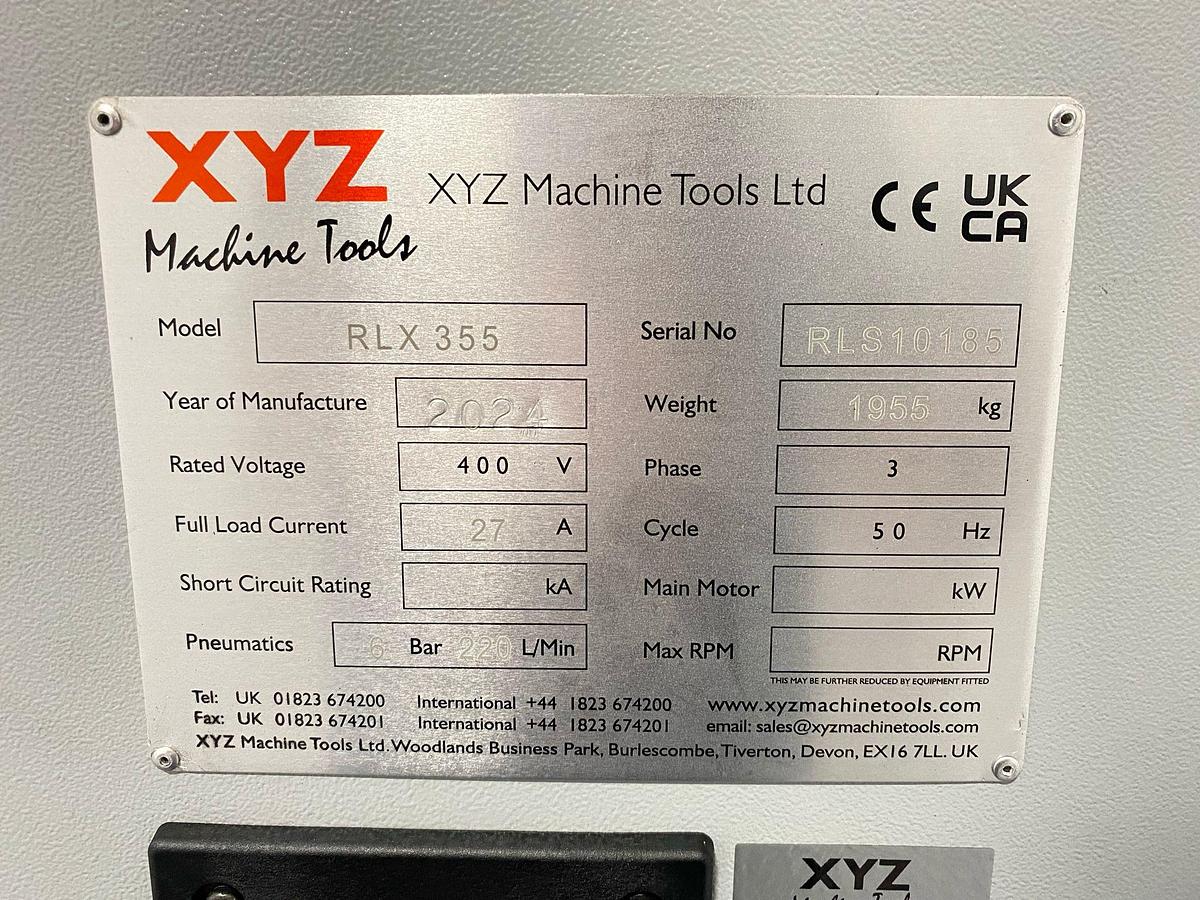 XYZ
Machine Tools
XYZ Machine Tools Ltd
CE
UK
CA
Model RLX 355 Serial No RLS10185
Year of Manufacture 2024 Weight 1955 kg
Rated Voltage 400 V Phase 3
Full Load Current 27 A Cycle 50 Hz
Short Circuit Rating kA Main Motor kW
Pneumatics 6 Bar 220 L/Min Max RPM RPM
THIS MAY BE FURTHER REDUCED BY EQUIPMENT FITTED
Tel: UK 01823 674200 International +44 1823 674200 www.xyzmachinetools.com
Fax: UK 01823 674201 International +44 1823 674201 email: sales@xyzmachinetools.com
XYZ Machine Tools Ltd. Woodlands Business Park, Burlescombe, Tiverton, Devon, EX16 7LL. UK
XYZ